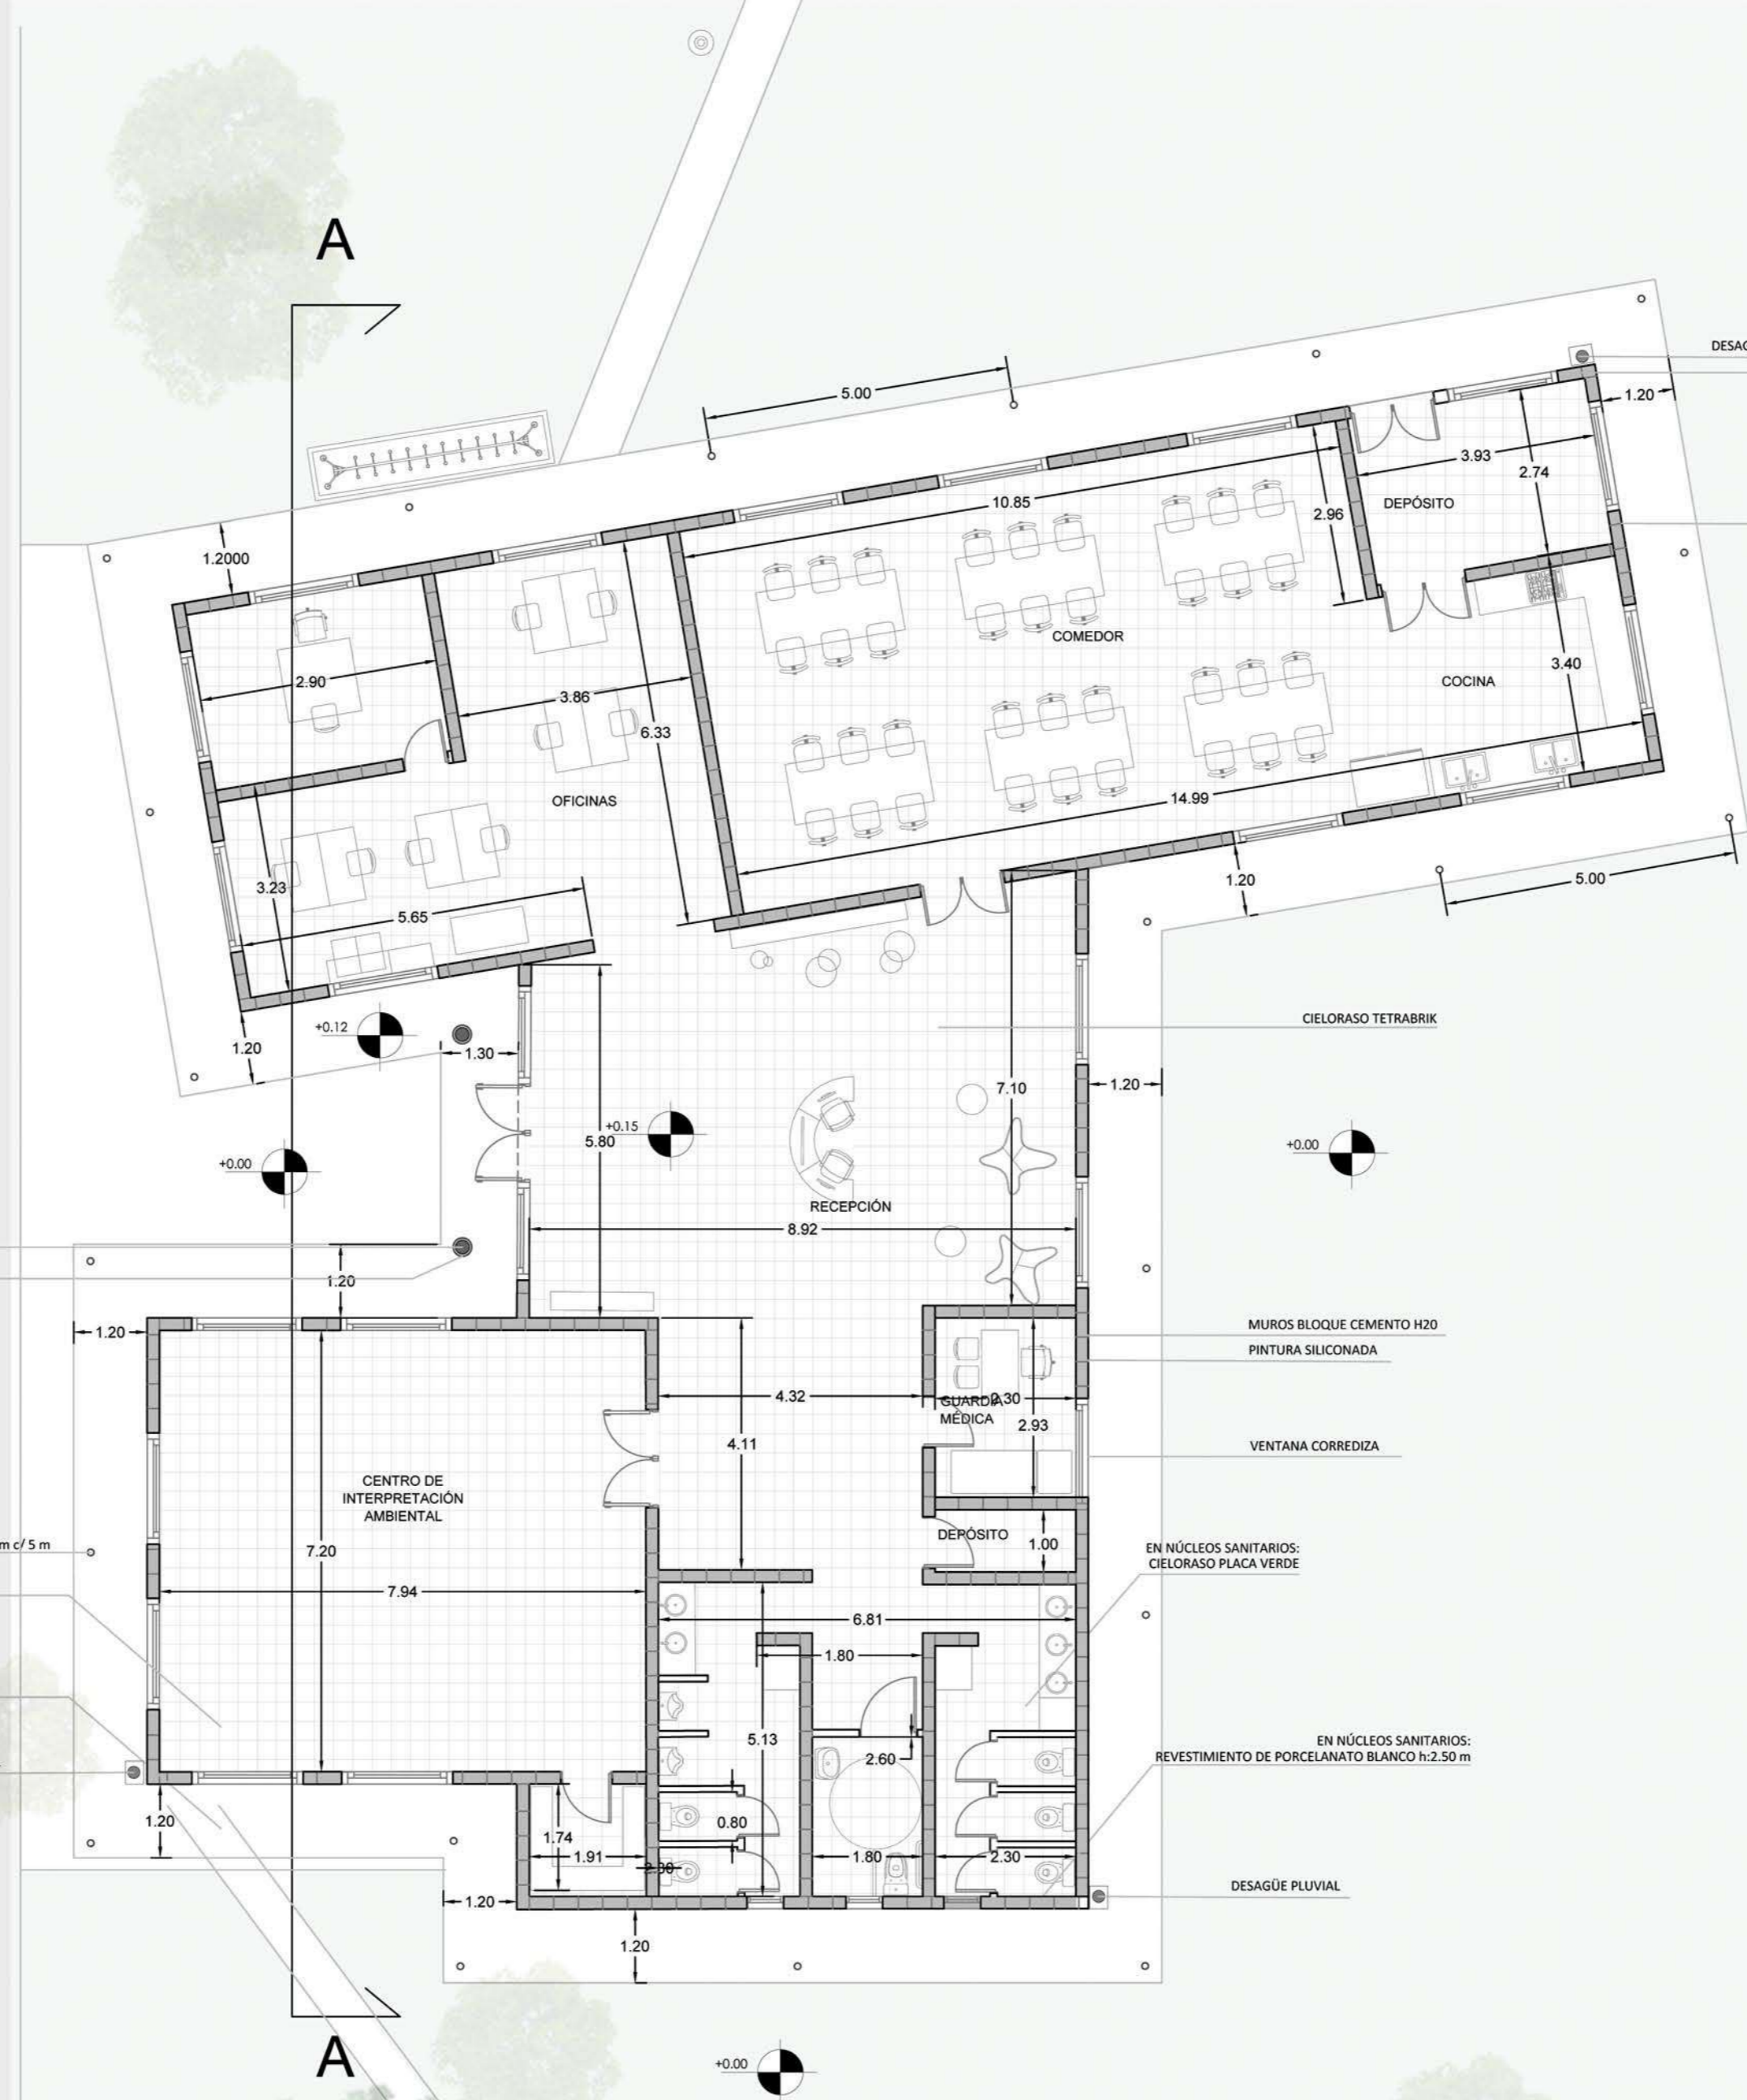 A
DESAG
5.00
1.20
3.93
2.74
10.85
DEPÓSITO
2.96
1.2000
COMEDOR
3.40
2.90
COCINA
3.86
6.33
OFICINAS
14.99
3.23
1.20
5.00
5.65
CIELORASO TETRABRIK
+0.12
1.20
1.30
7.10
1.20
+0.15
5.80
+0.00
+0.00
RECEPCIÓN
8.92
1.20
1.20
MUROS BLOQUE CEMENTO H20
PINTURA SILICONADA
4.32
2.30
GUARDIA
MÉDICA
2.93
4.11
VENTANA CORREDIZA
CENTRO DE
INTERPRETACIÓN
AMBIENTAL
DEPÓSITO
1.00
m c/ 5 m
7.20
EN NÚCLEOS SANITARIOS:
CIELORASO PLACA VERDE
7.94
6.81
1.80
5.13
2.60
EN NÚCLEOS SANITARIOS:
REVESTIMIENTO DE PORCELANATO BLANCO h:2.50 m
1.20
0.80
1.74
1.91
1.80
2.30
DESAGÜE PLUVIAL
1.20
1.20
A
+0.00